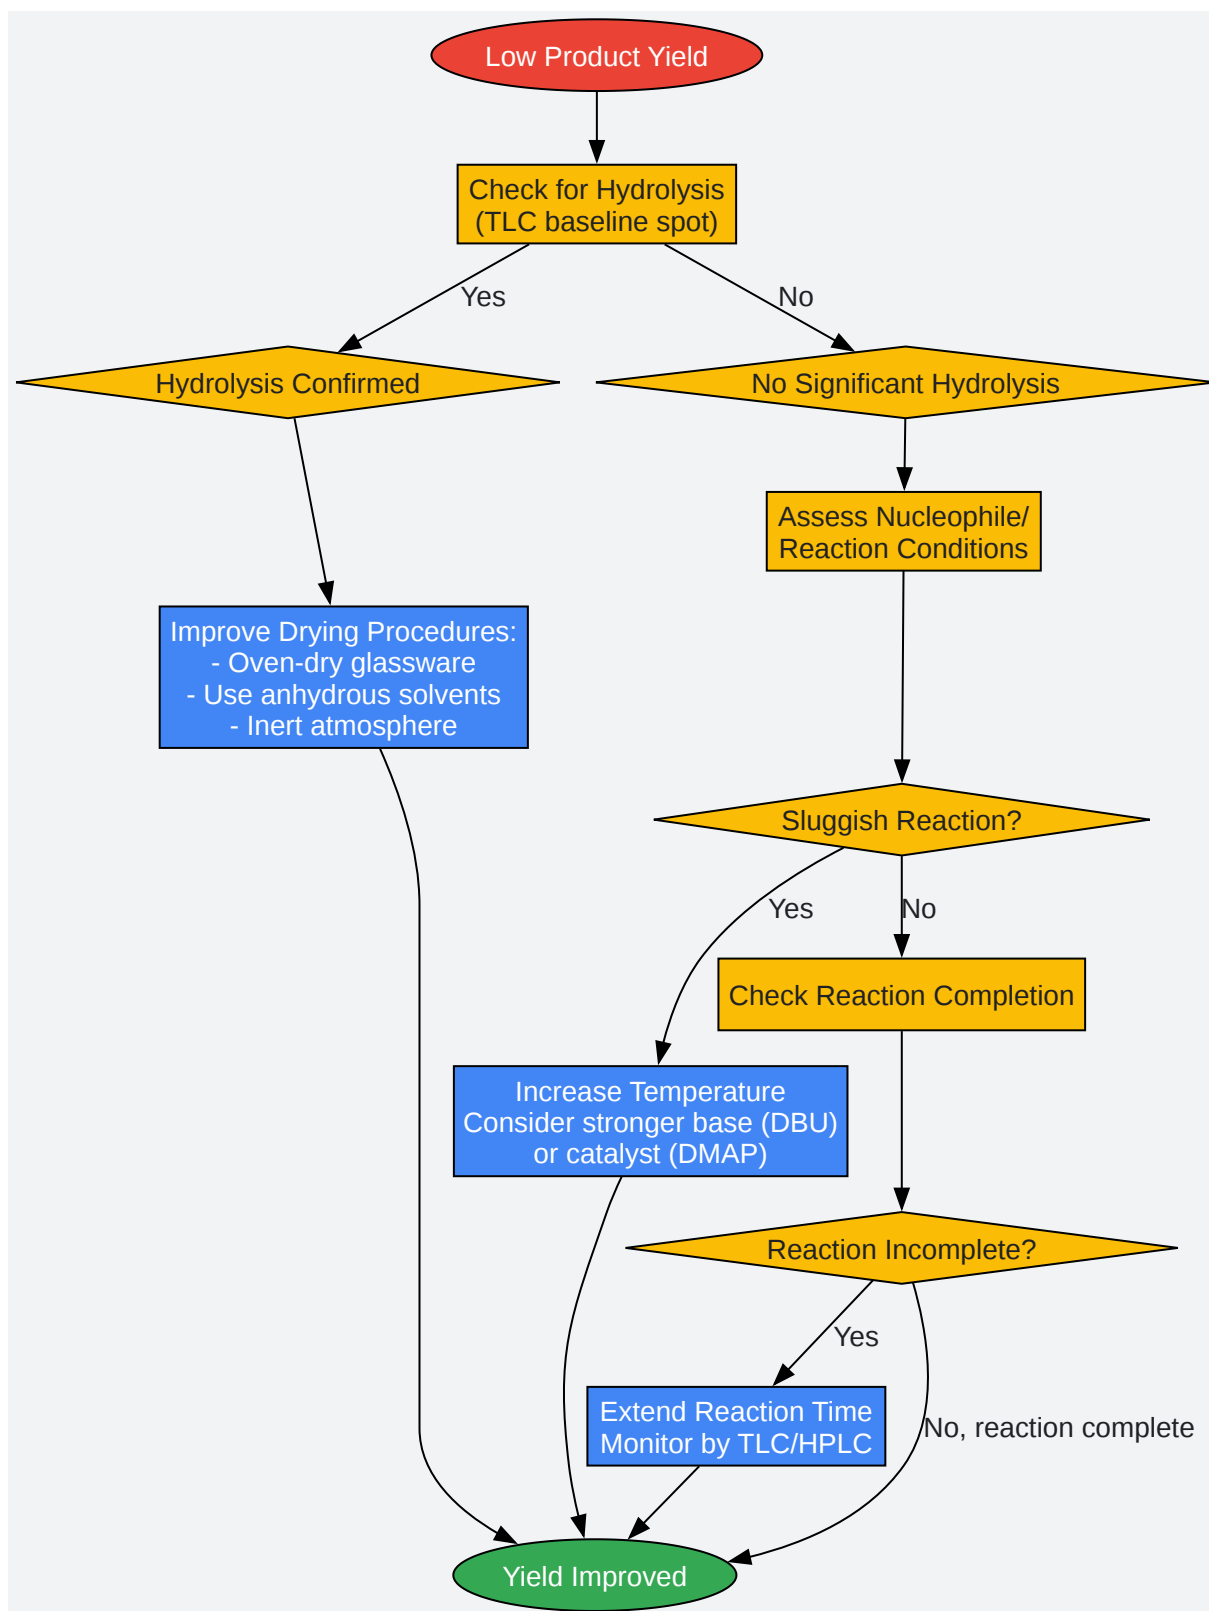 Low Product Yield
Check for Hydrolysis
(TLC baseline spot)
Yes
No
Hydrolysis Confirmed
No Significant Hydrolysis
Assess Nucleophile/
Reaction Conditions
Improve Drying Procedures:
- Oven-dry glassware
- Use anhydrous solvents
- Inert atmosphere
Sluggish Reaction?
Yes
No
Check Reaction Completion
Increase Temperature
Consider stronger base (DBU)
or catalyst (DMAP)
Reaction Incomplete?
Yes
Extend Reaction Time
Monitor by TLC/HPLC
No, reaction complete
Yield Improved